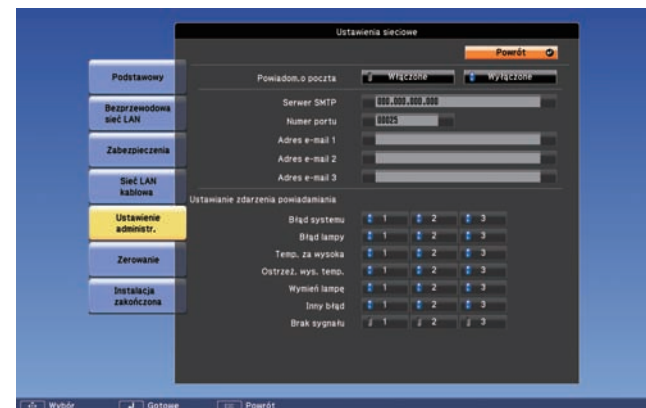 Ustawienia sieciowe
Powrót
Podstawowy
Bezprzewodowa
sieć LAN
Zabezpieczenia
Sieć LAN
kablowa
Ustawienie
administr.
Zerowanie
Instalacja
zakończona
Powiadom.o poczta Włączone Wyłączone
Serwer SMTP 000.000.000.000
Numer portu 00025
Adres e-mail 1
Adres e-mail 2
Adres e-mail 3
Ustawianie zdarzenia powiadamiania
Błąd systemu 1 2 3
Błąd lampy 1 2 3
Temp. za wysoka 1 2 3
Ostrzeż. wys. temp. 1 2 3
Wymień lampę 1 2 3
Inny błąd 1 2 3
Brak sygnału 1 2 3
Wybór Gotowe Powrót